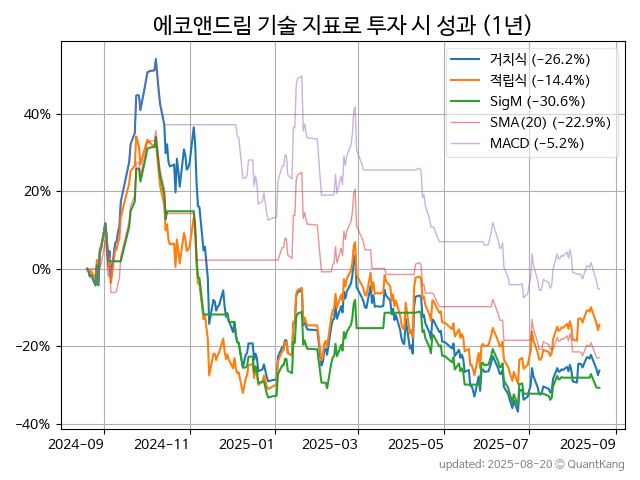 에코앤드림 기술 지표로 투자 시 성과 (1년)
거치식 (−26.2%)
적립식 (−14.4%)
SigM (−30.6%)
SMA(20) (−22.9%)
MACD (−5.2%)
40%
20%
0%
−20%
−40%
2024-09 2024-11 2025-01 2025-03 2025-05 2025-07 2025-09
updated: 2025-08-20 © QuantKang